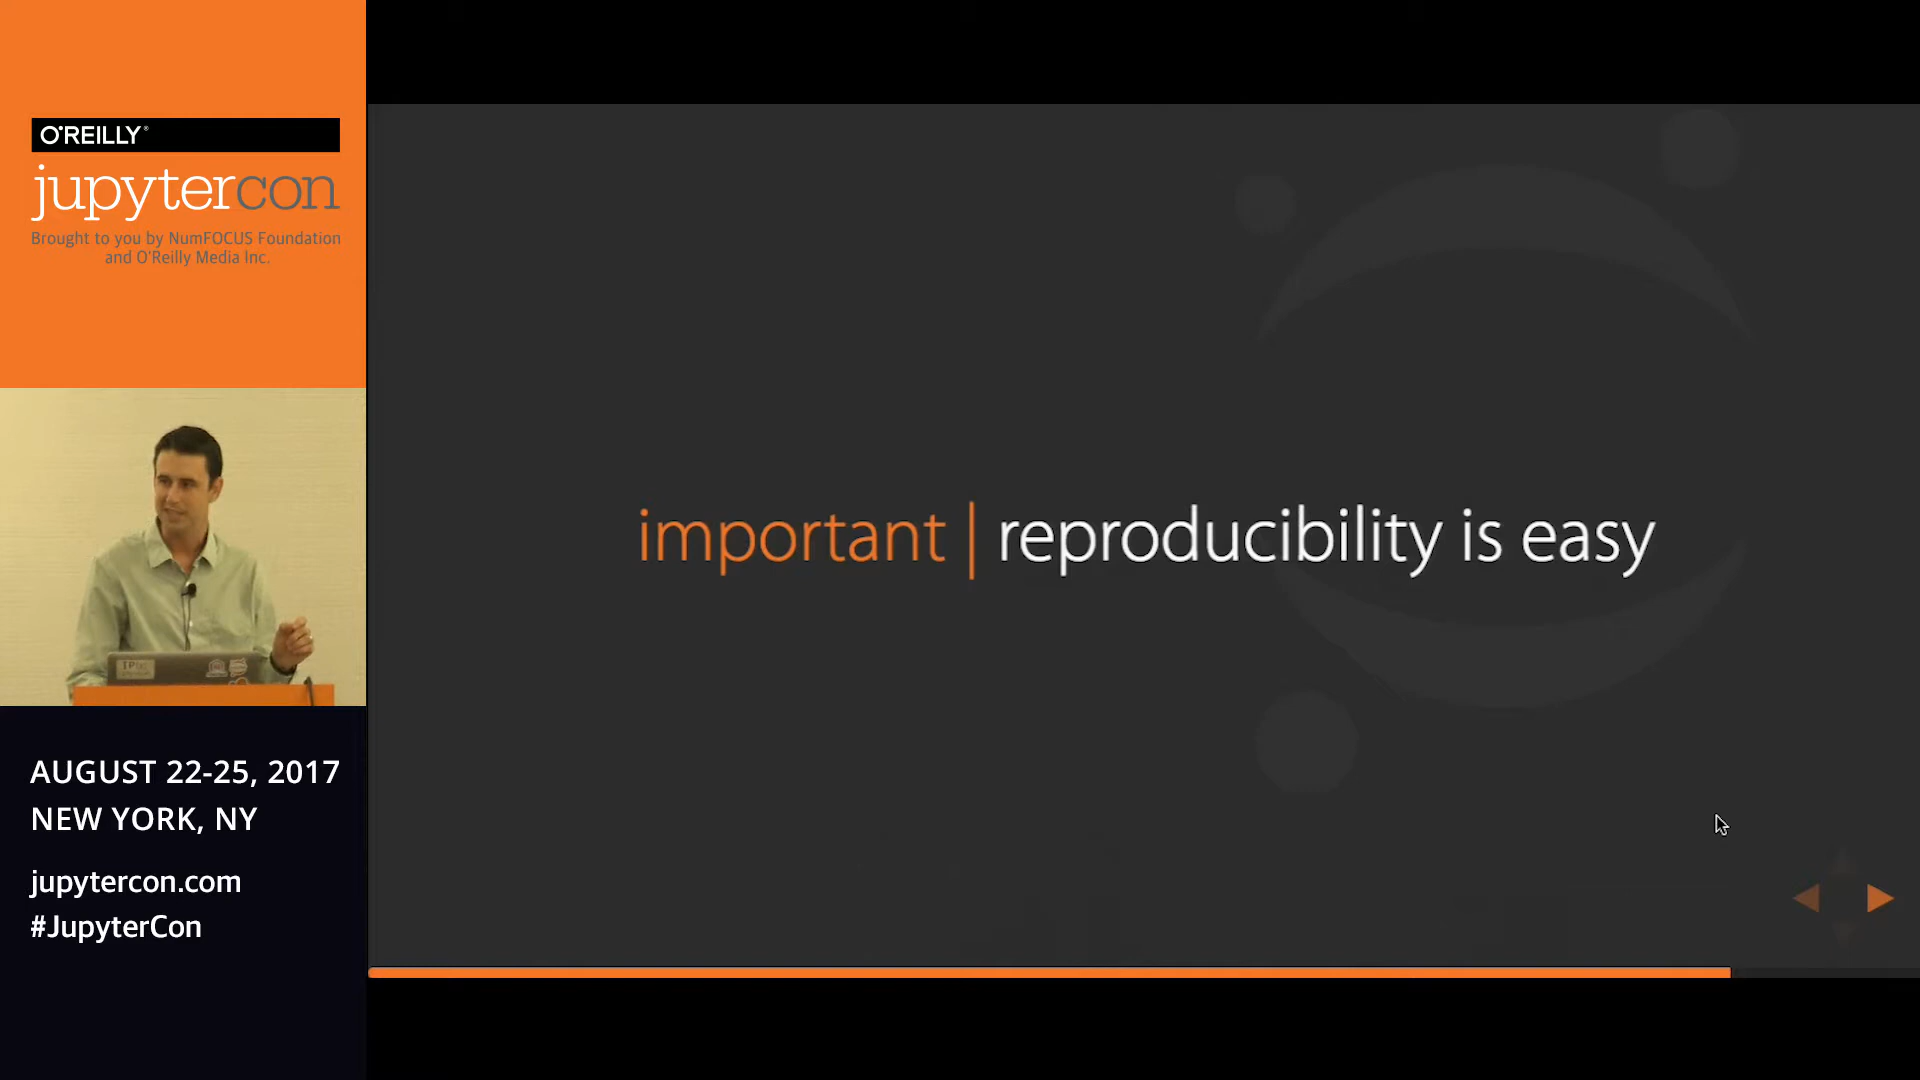 O'REILLY®
jupytercon
Brought to you by NumFOCUS Foundation
and O'Reilly Media Inc.
important | reproducibility is easy
AUGUST 22-25, 2017
NEW YORK, NY
jupytercon.com
#JupyterCon